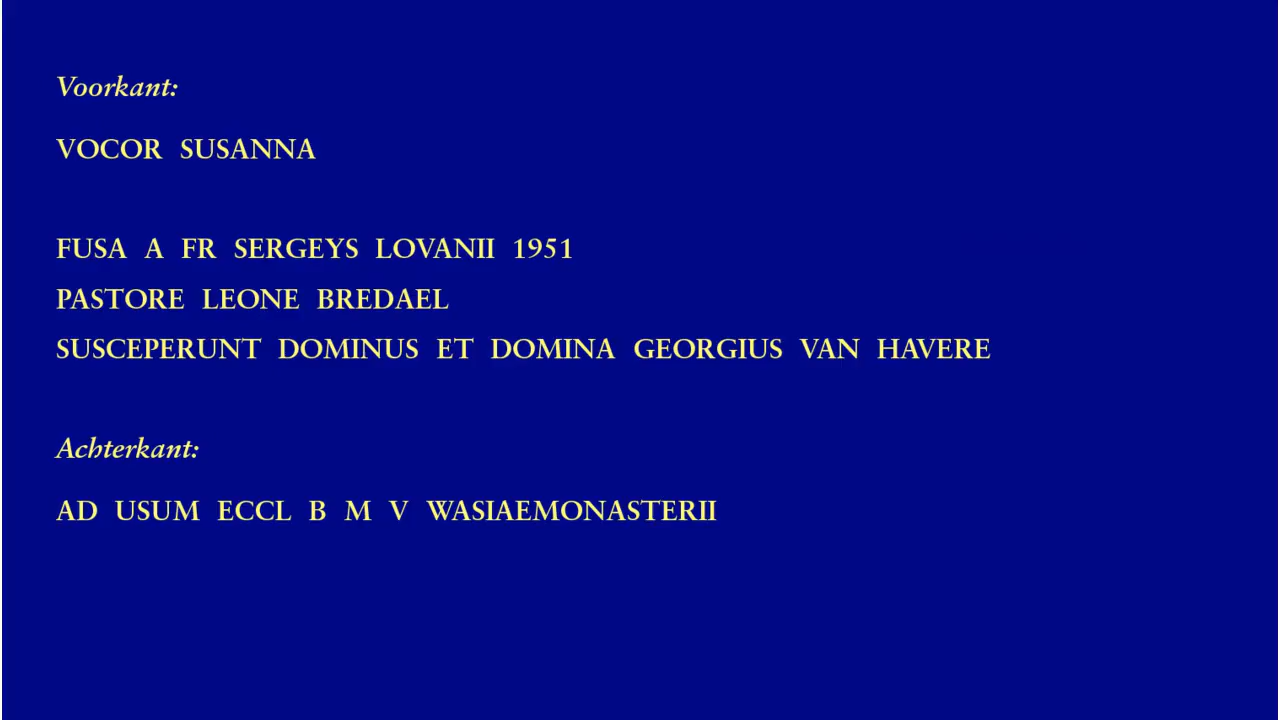 Voorkant:
VOCOR SUSANNA
FUSA A FR SERGEYS LOVANII 1951
PASTORE LEONE BREDAEL
SUSCEPERUNT DOMINUS ET DOMINA GEORGIUS VAN HAVERE
Achterkant:
AD USUM ECCL B M V WASIAEMONASTERII